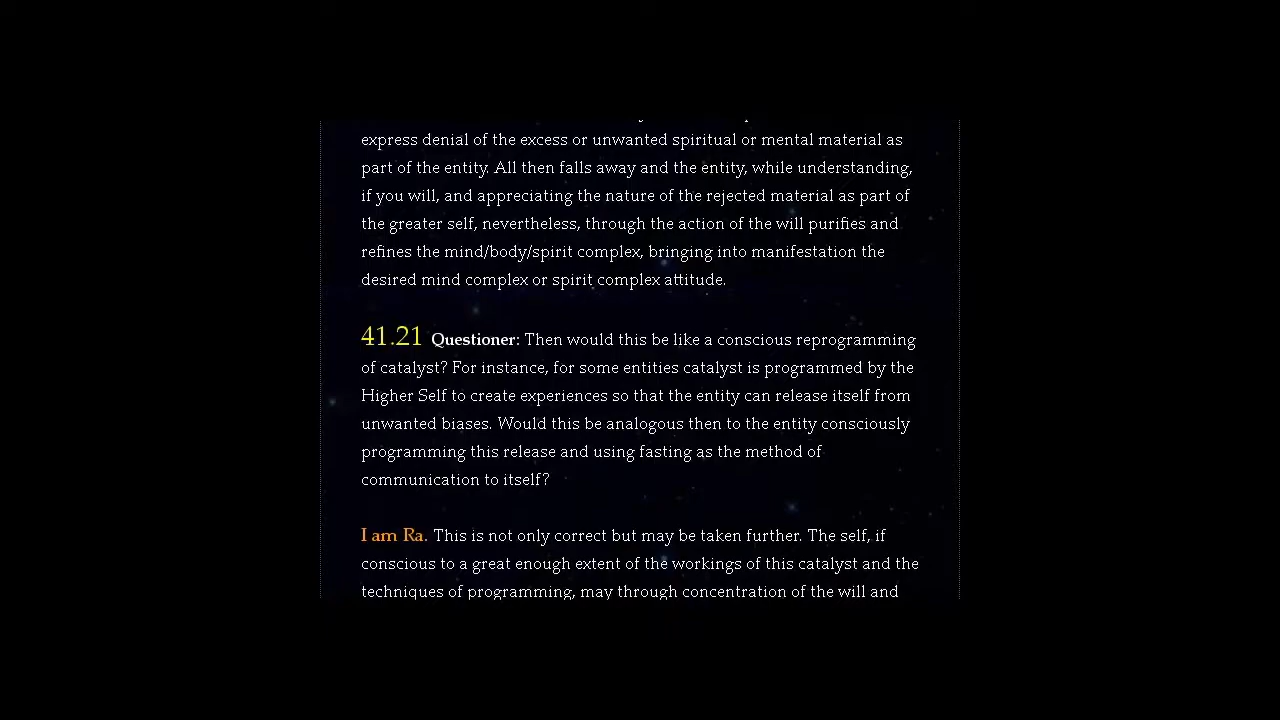 express denial of the excess or unwanted spiritual or mental material as
part of the entity. All then falls away and the entity, while understanding,
if you will, and appreciating the nature of the rejected material as part of
the greater self, nevertheless, through the action of the will purifies and
refines the mind/body/spirit complex, bringing into manifestation the
desired mind complex or spirit complex attitude.
41.21 Questioner: Then would this be like a conscious reprogramming
of catalyst? For instance, for some entities catalyst is programmed by the
Higher Self to create experiences so that the entity can release itself from
unwanted biases. Would this be analogous then to the entity consciously
programming this release and using fasting as the method of
communication to itself?
I am Ra. This is not only correct but may be taken further. The self, if
conscious to a great enough extent of the workings of this catalyst and the
techniques of programming, may through concentration of the will and